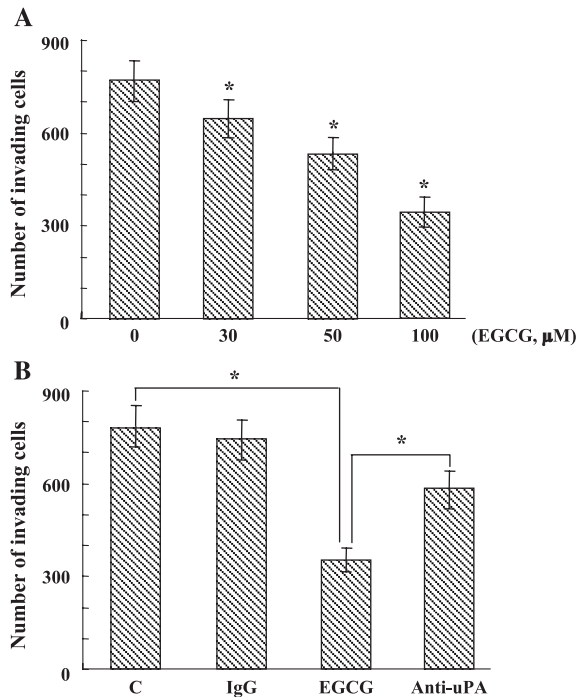 A
Number of invading cells
900
600
300
0
*
*
*
0 30 50 100 (EGCG, μM)
B
Number of invading cells
900
600
300
0
*
*
C IgG EGCG Anti-uPA